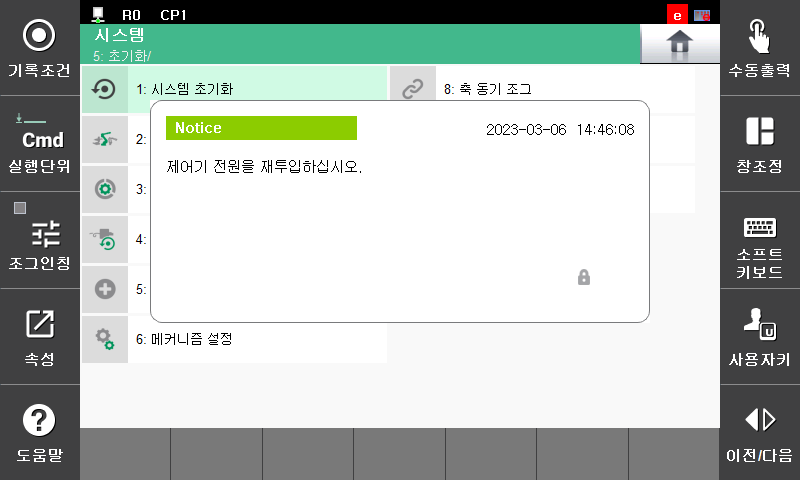 R0 CP1
e
시스템
5: 초기화/
기록조건
Cmd
실행단위
조그인칭
속성
도움말
1: 시스템 초기화
2:
3:
4:
5:
6: 메커니즘 설정
8: 축 동기 조그
Notice
2023-03-06 14:46:08
제어기 전원을 재투입하십시오.
수동출력
창조정
소프트
키보드
U
사용자키
이전/다음